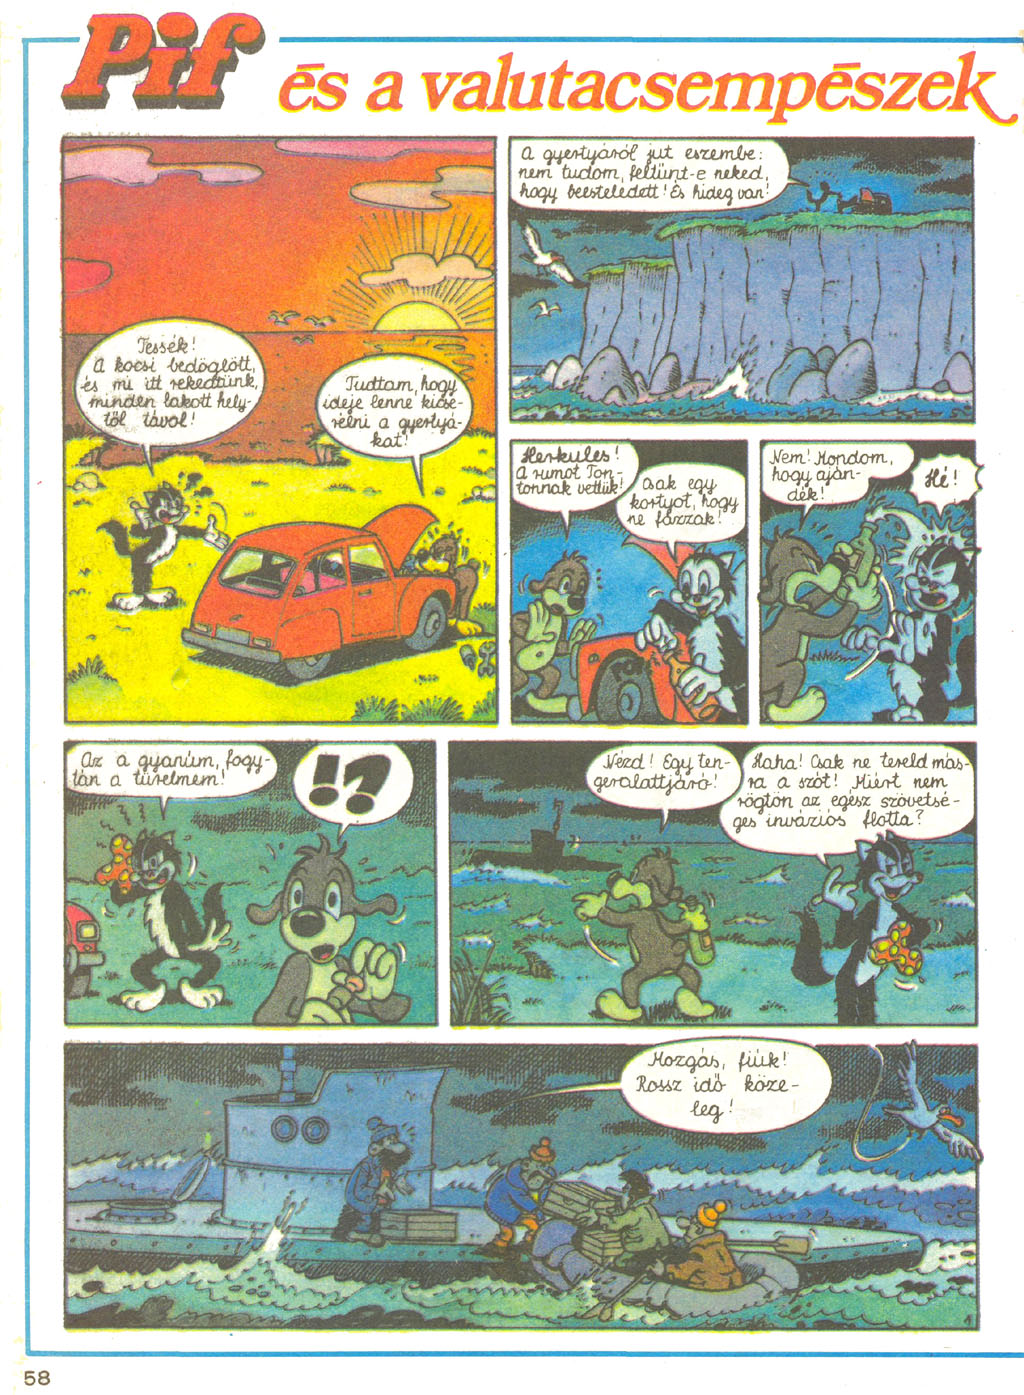 Pif
és a valutacsempészek
Tessék!
A kocsi bedöglött,
és mi itt rekedtünk,
minden lakott hely-
től távol!
Tudtam, hogy
ideje lenne kicse-
rélni a gyertyá-
kat!
A gyertyáról jut eszembe:
nem tudom, feltűnt-e neked,
hogy beesteledett! És hideg van!
Herkules!
A rumot Ton-
tonnak vettük!
Csak egy
kortyot, hogy
ne fázzak!
Nem! Mondom,
hogy aján-
dék!
Hé!
Az a gyanúm, fogy-
tán a türelmem!
!?
Nézd! Egy ten-
geralattjáró!
Haha! Csak ne tereld más-
ra a szót! Miért nem
rögtön az egész szövetsé-
ges inváziós flotta?
Mozgás, fiúk!
Rossz idő köze-
leg!
1
58